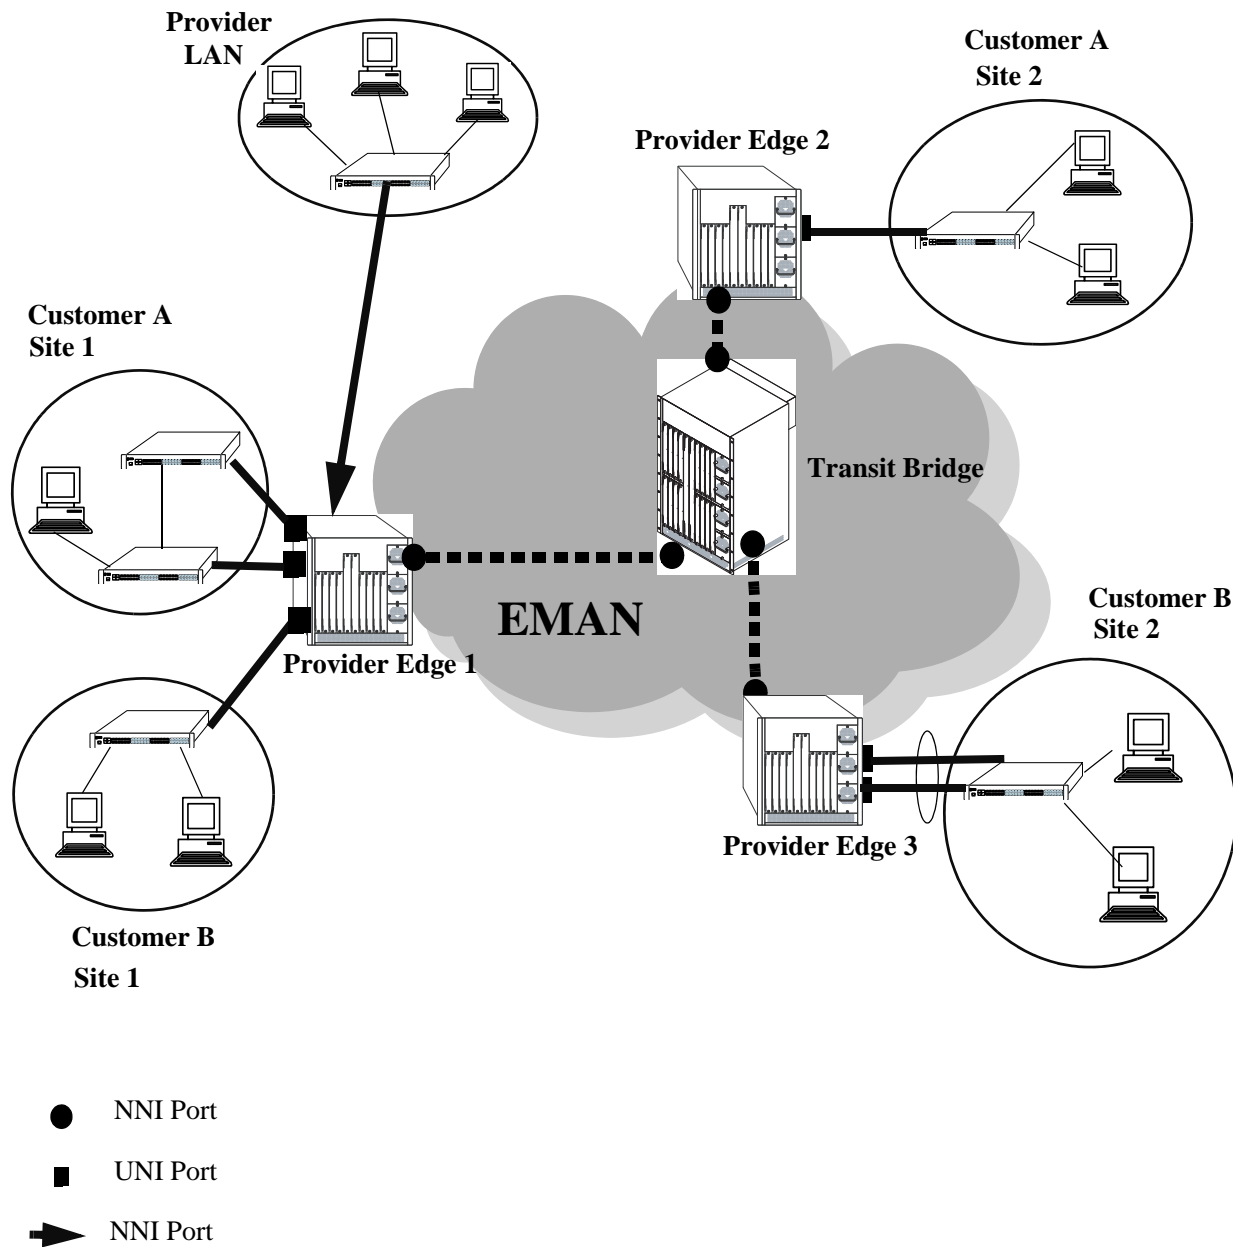 Provider
LAN
Customer A
Site 2
Provider Edge 2
Customer A
Site 1
Transit Bridge
EMAN
Customer B
Site 2
Provider Edge 1
Provider Edge 3
Customer B
Site 1
NNI Port
UNI Port
NNI Port